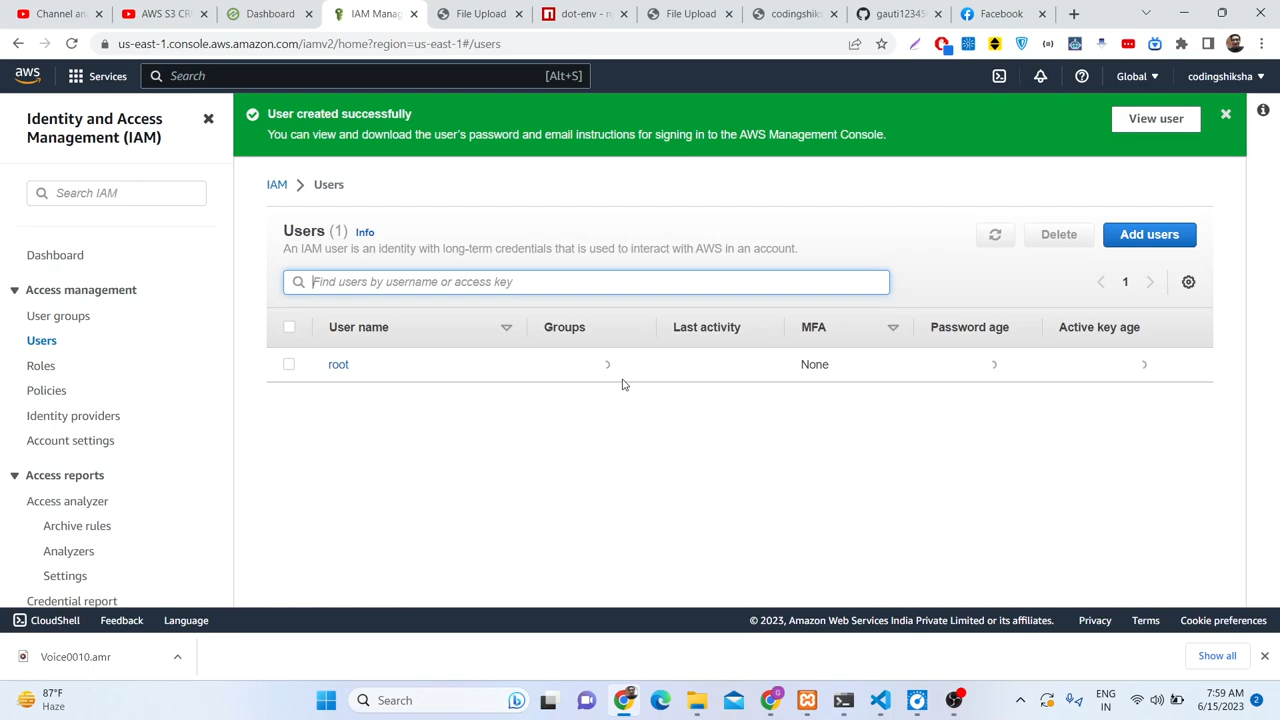 Channel an
AWS S3 CR
Dashboard
IAM Manag
File Upload
dot-env - n
File Upload
codingshik
gauti12345
Facebook
us-east-1.console.aws.amazon.com/iamv2/home?region=us-east-1#/users
aws
Services
Search
[Alt+S]
Global
codingshiksha
Identity and Access
Management (IAM)
Search IAM
Dashboard
Access management
User groups
Users
Roles
Policies
Identity providers
Account settings
Access reports
Access analyzer
Archive rules
Analyzers
Settings
Credential report
User created successfully
You can view and download the user's password and email instructions for signing in to the AWS Management Console.
View user
IAM
Users
Users (1) Info
An IAM user is an identity with long-term credentials that is used to interact with AWS in an account.
Delete
Add users
Find users by username or access key
1
User name
Groups
Last activity
MFA
Password age
Active key age
root
None
CloudShell
Feedback
Language
© 2023, Amazon Web Services India Private Limited or its affiliates.
Privacy
Terms
Cookie preferences
Voice0010.amr
Show all
87°F
Haze
Search
ENG
IN
7:59 AM
6/15/2023
2